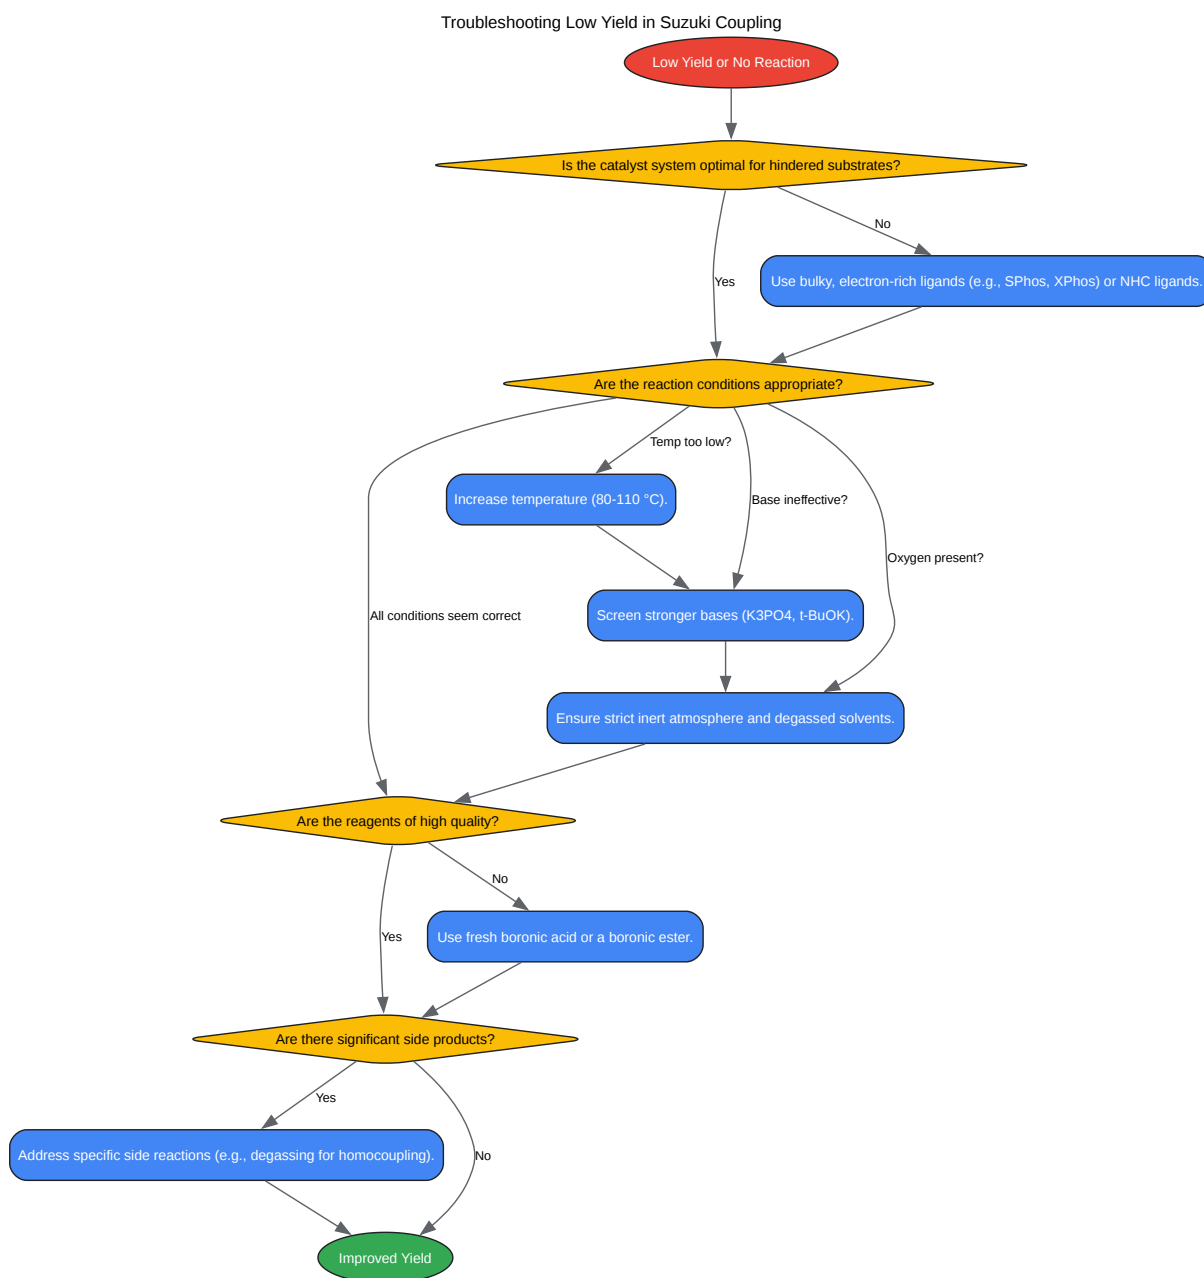 Troubleshooting Low Yield in Suzuki Coupling
Low Yield or No Reaction
Is the catalyst system optimal for hindered substrates?
No
Yes
Use bulky, electron-rich ligands (e.g., SPhos, XPhos) or NHC ligands.
Are the reaction conditions appropriate?
Temp too low?
Increase temperature (80-110 °C).
Base ineffective?
Oxygen present?
All conditions seem correct
Screen stronger bases (K3PO4, t-BuOK).
Ensure strict inert atmosphere and degassed solvents.
Are the reagents of high quality?
No
Yes
Use fresh boronic acid or a boronic ester.
Are there significant side products?
Yes
Address specific side reactions (e.g., degassing for homocoupling).
No
Improved Yield